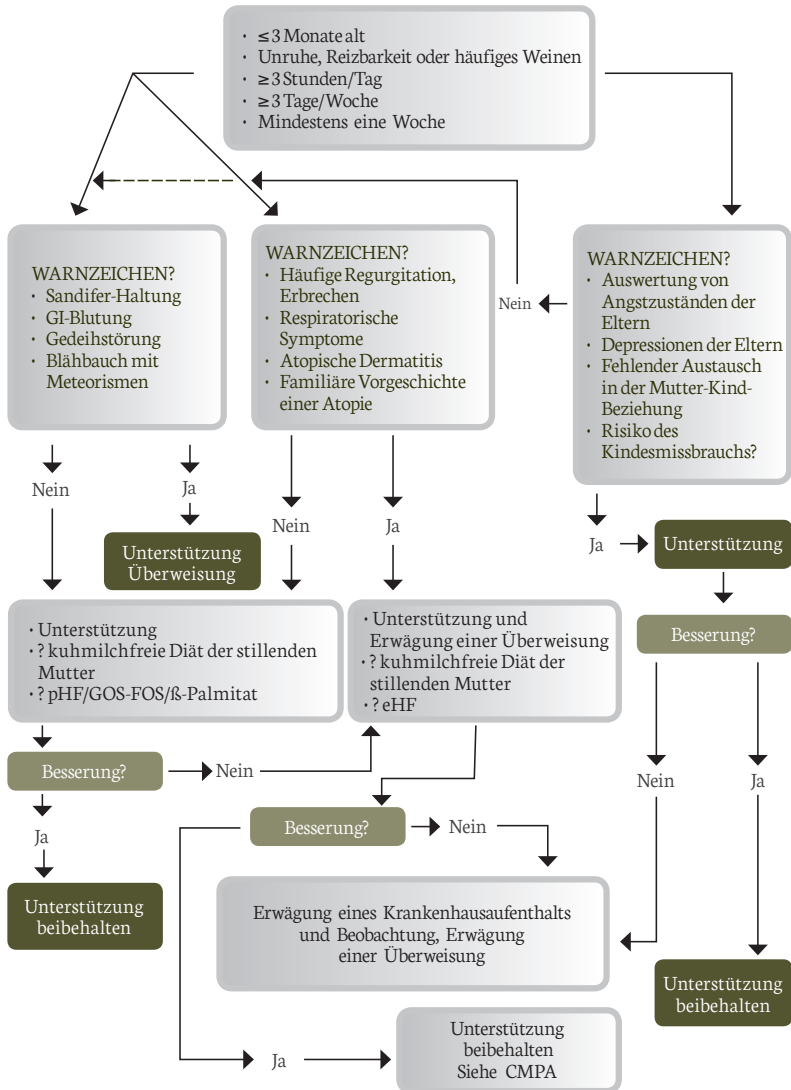 · ≤3 Monate alt
· Unruhe, Reizbarkeit oder häufiges Weinen
· ≥3 Stunden/Tag
· ≥3 Tage/Woche
· Mindestens eine Woche
WARNZEICHEN?
· Sandifer-Haltung
· GI-Blutung
· Gedeihstörung
· Blähbauch mit
Meteorismen
WARNZEICHEN?
· Häufige Regurgitation,
Erbrechen
· Respiratorische
Symptome
· Atopische Dermatitis
· Familiäre Vorgeschichte
einer Atopie
Nein
WARNZEICHEN?
· Auswertung von
Angstzuständen der
Eltern
· Depressionen der Eltern
· Fehlender Austausch
in der Mutter-Kind-
Beziehung
· Risiko des
Kindesmissbrauchs?
Nein
Ja
Nein
Ja
Ja
Unterstützung
Überweisung
Unterstützung
· Unterstützung
· ? kuhmilchfreie Diät der stillenden
Mutter
· ? pHF/GOS-FOS/ß-Palmitat
· Unterstützung und
Erwägung einer Überweisung
· ? kuhmilchfreie Diät der
stillenden Mutter
· ? eHF
Besserung?
Besserung?
Nein
Nein
Ja
Ja
Besserung?
Nein
Unterstützung
beibehalten
Erwägung eines Krankenhausaufenthalts
und Beobachtung, Erwägung
einer Überweisung
Unterstützung
beibehalten
Ja
Unterstützung
beibehalten
Siehe CMPA